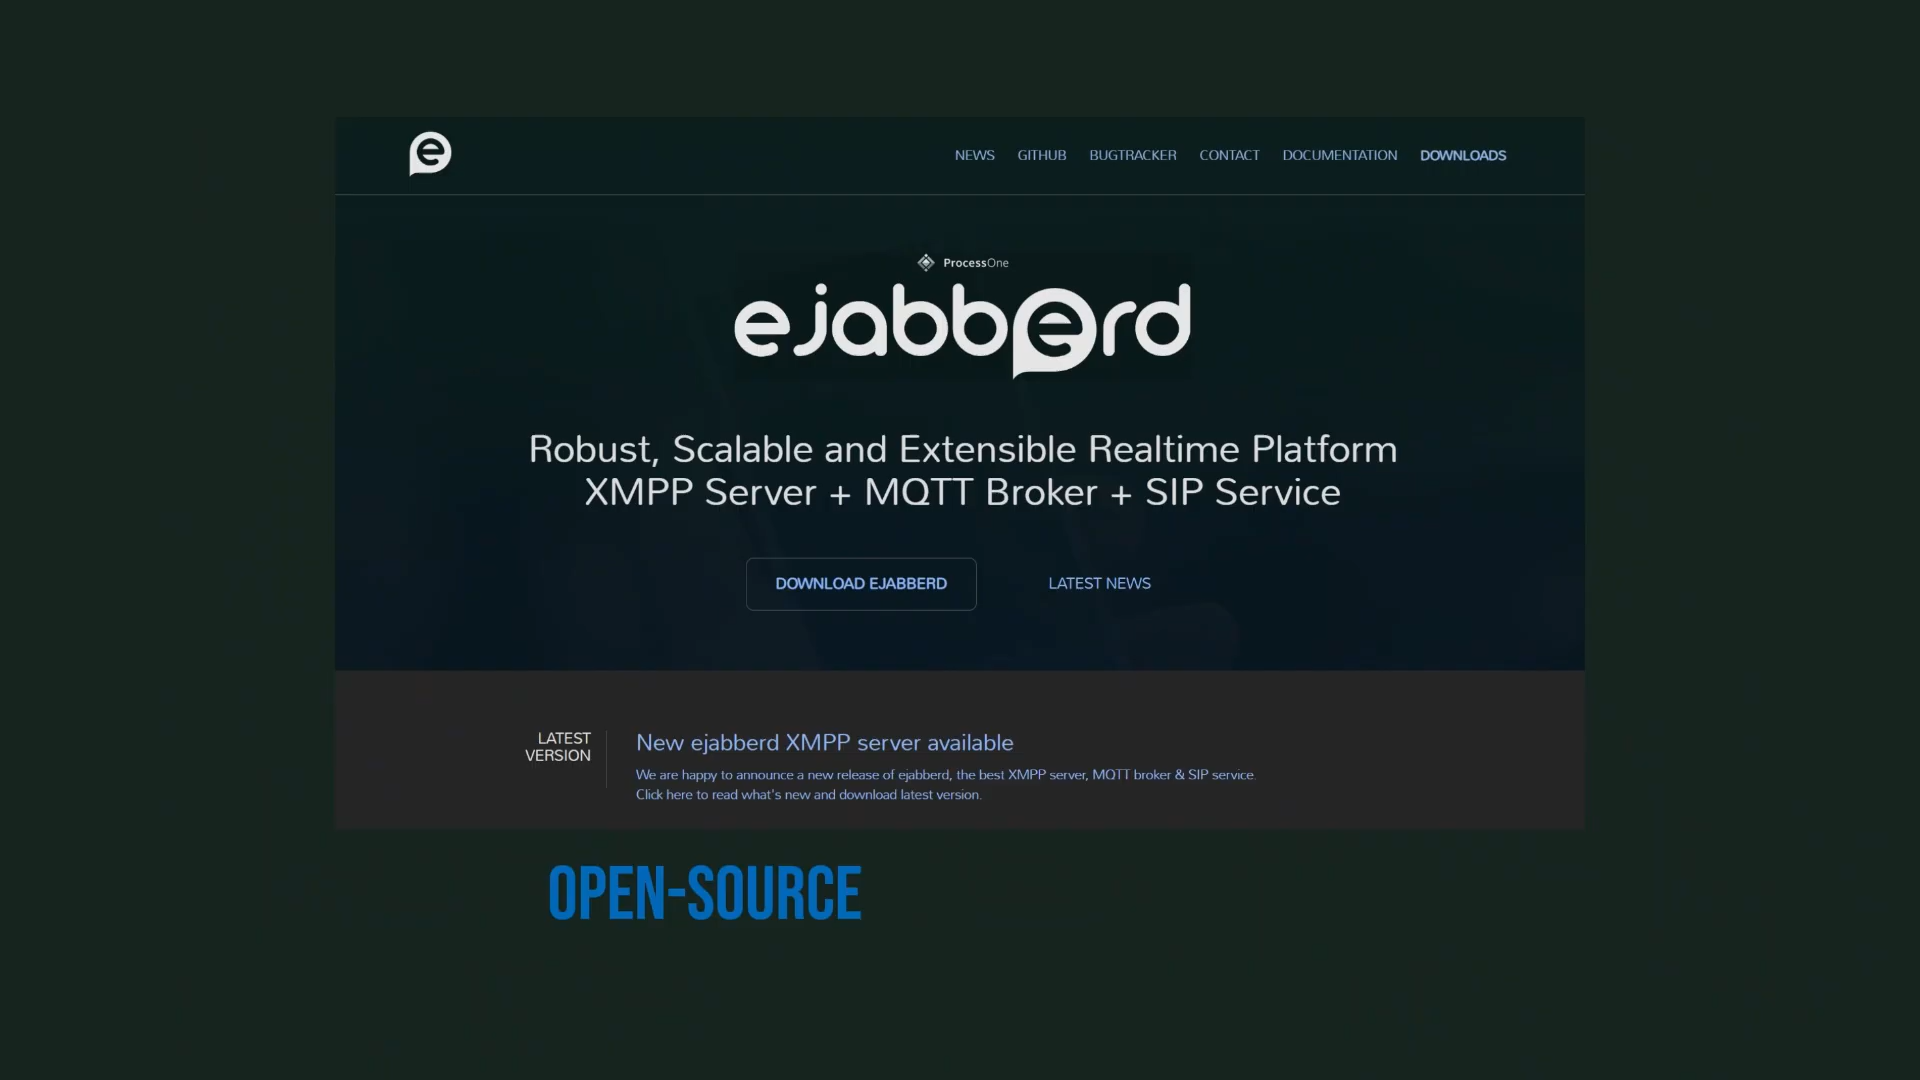 e
NEWS GITHUB BUGTRACKER CONTACT DOCUMENTATION DOWNLOADS
ProcessOne
ejabberd
Robust, Scalable and Extensible Realtime Platform
XMPP Server + MQTT Broker + SIP Service
DOWNLOAD EJABBERD LATEST NEWS
LATEST
VERSION
New ejabberd XMPP server available
We are happy to announce a new release of ejabberd, the best XMPP server, MQTT broker & SIP service.
Click here to read what's new and download latest version.
OPEN-SOURCE